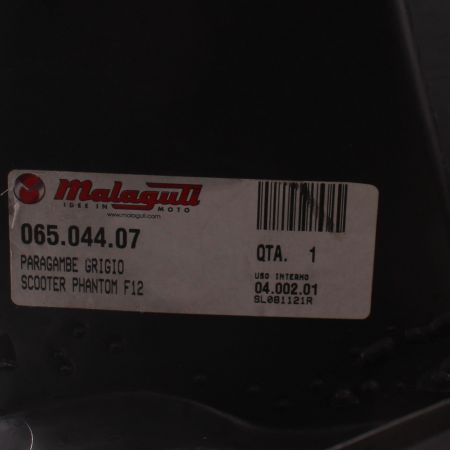 Malaguti
IDEE IN MOTO
www.malaguti.com
065.044.07
PARAGAMBE GRIGIO
SCOOTER PHANTOM F12
QTA. 1
USO INTERNO
04.002.01
SL081121R